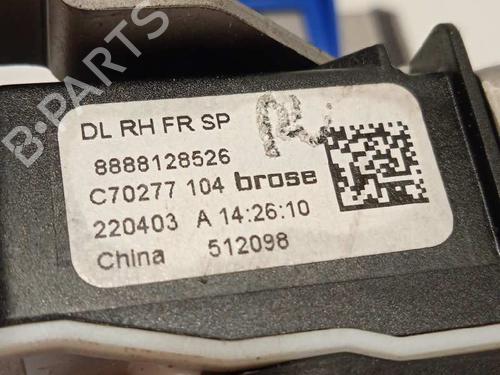 DL RH FR SP
8888128526
C70277 104 brose
220403 A 14:26:10
China 512098
B-PARTS